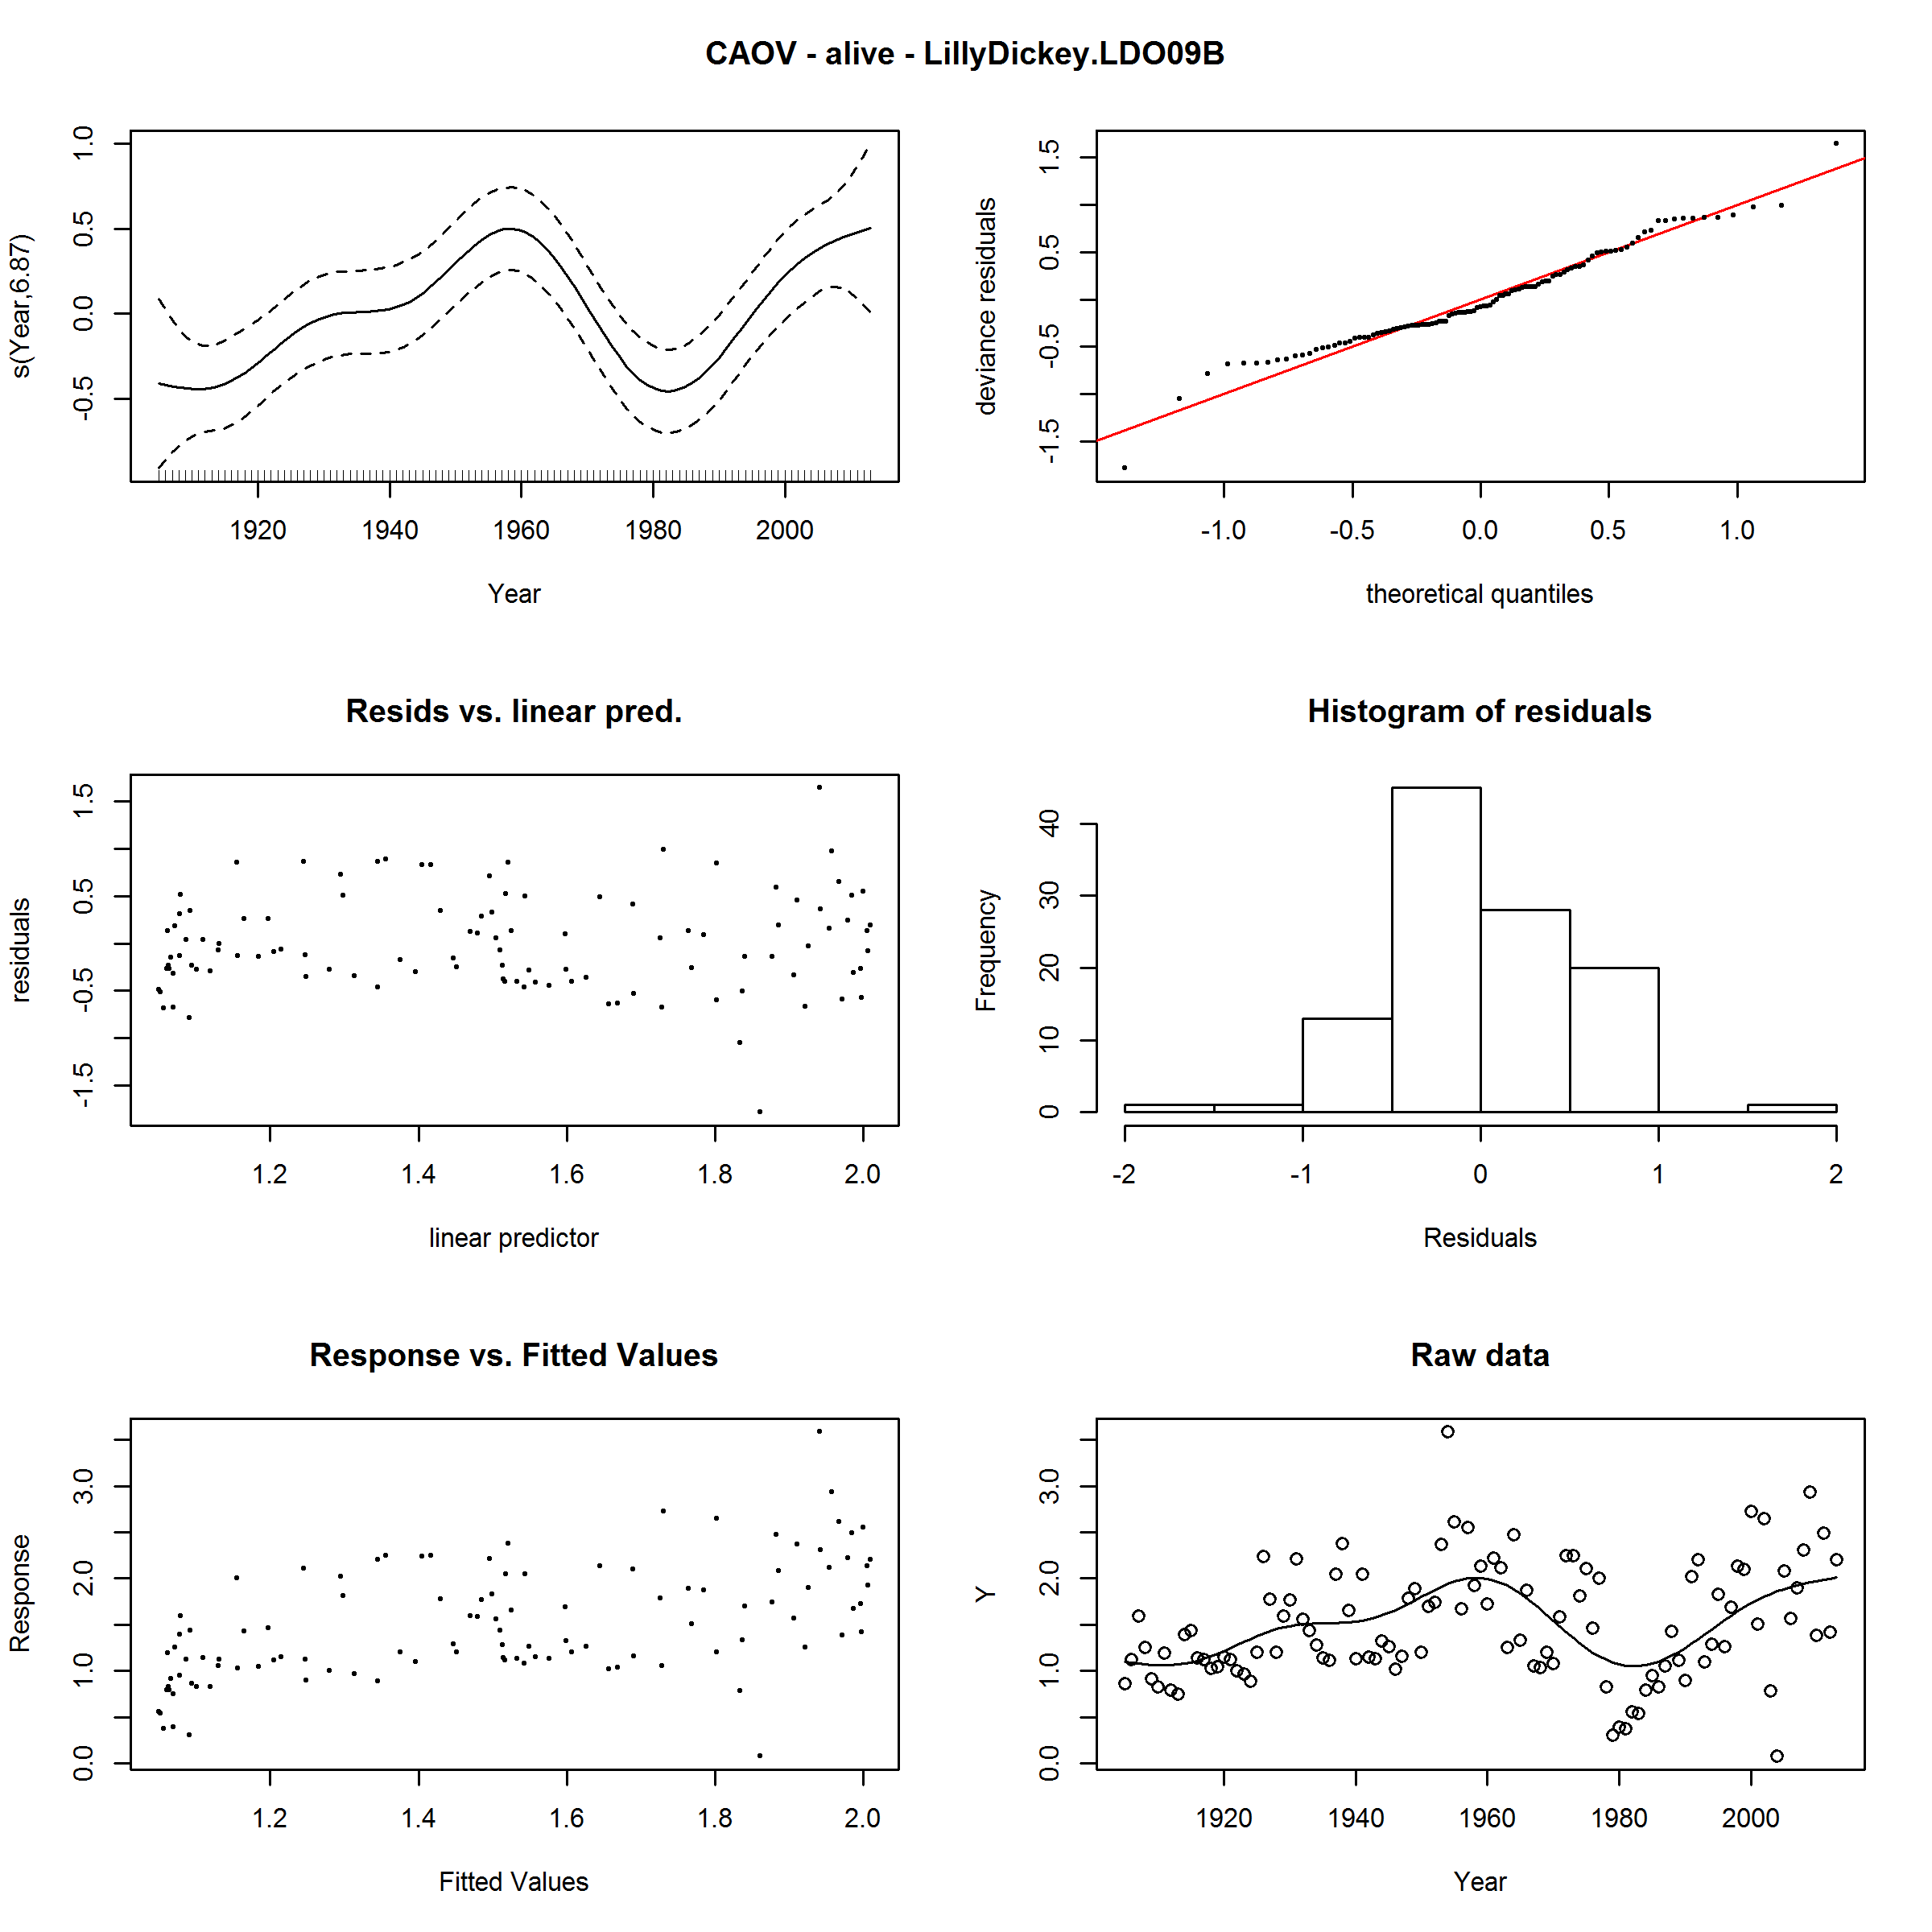 CAOV - alive - LillyDickey.LDO09B
s(Year,6.87)
1.0
0.5
0.0
-0.5
1920 1940 1960 1980 2000
Year
deviance residuals
1.5
0.5
-0.5
-1.5
-1.0 -0.5 0.0 0.5 1.0
theoretical quantiles
Resids vs. linear pred.
residuals
1.5
0.5
-0.5
-1.5
1.2 1.4 1.6 1.8 2.0
linear predictor
Histogram of residuals
Frequency
40
30
20
10
0
-2 -1 0 1 2
Residuals
Response vs. Fitted Values
Response
3.0
2.0
1.0
0.0
1.2 1.4 1.6 1.8 2.0
Fitted Values
Raw data
Y
3.0
2.0
1.0
0.0
1920 1940 1960 1980 2000
Year